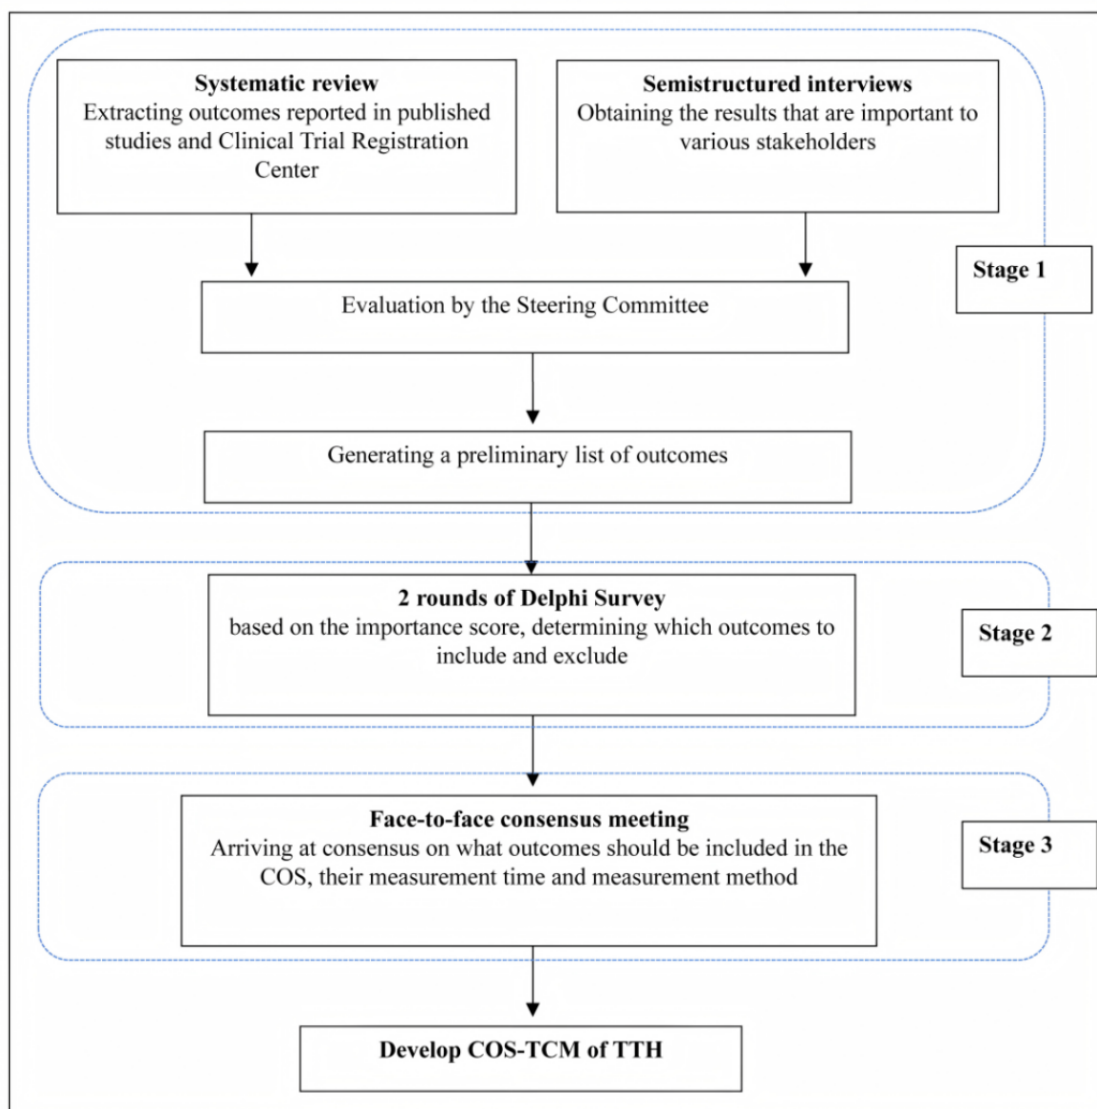 Systematic review
Extracting outcomes reported in published
studies and Clinical Trial Registration
Center
Semistructured interviews
Obtaining the results that are important to
various stakeholders
Stage 1
Evaluation by the Steering Committee
Generating a preliminary list of outcomes
2 rounds of Delphi Survey
based on the importance score, determining which outcomes to
include and exclude
Stage 2
Face-to-face consensus meeting
Arriving at consensus on what outcomes should be included in the
COS, their measurement time and measurement method
Stage 3
Develop COS-TCM of TTH